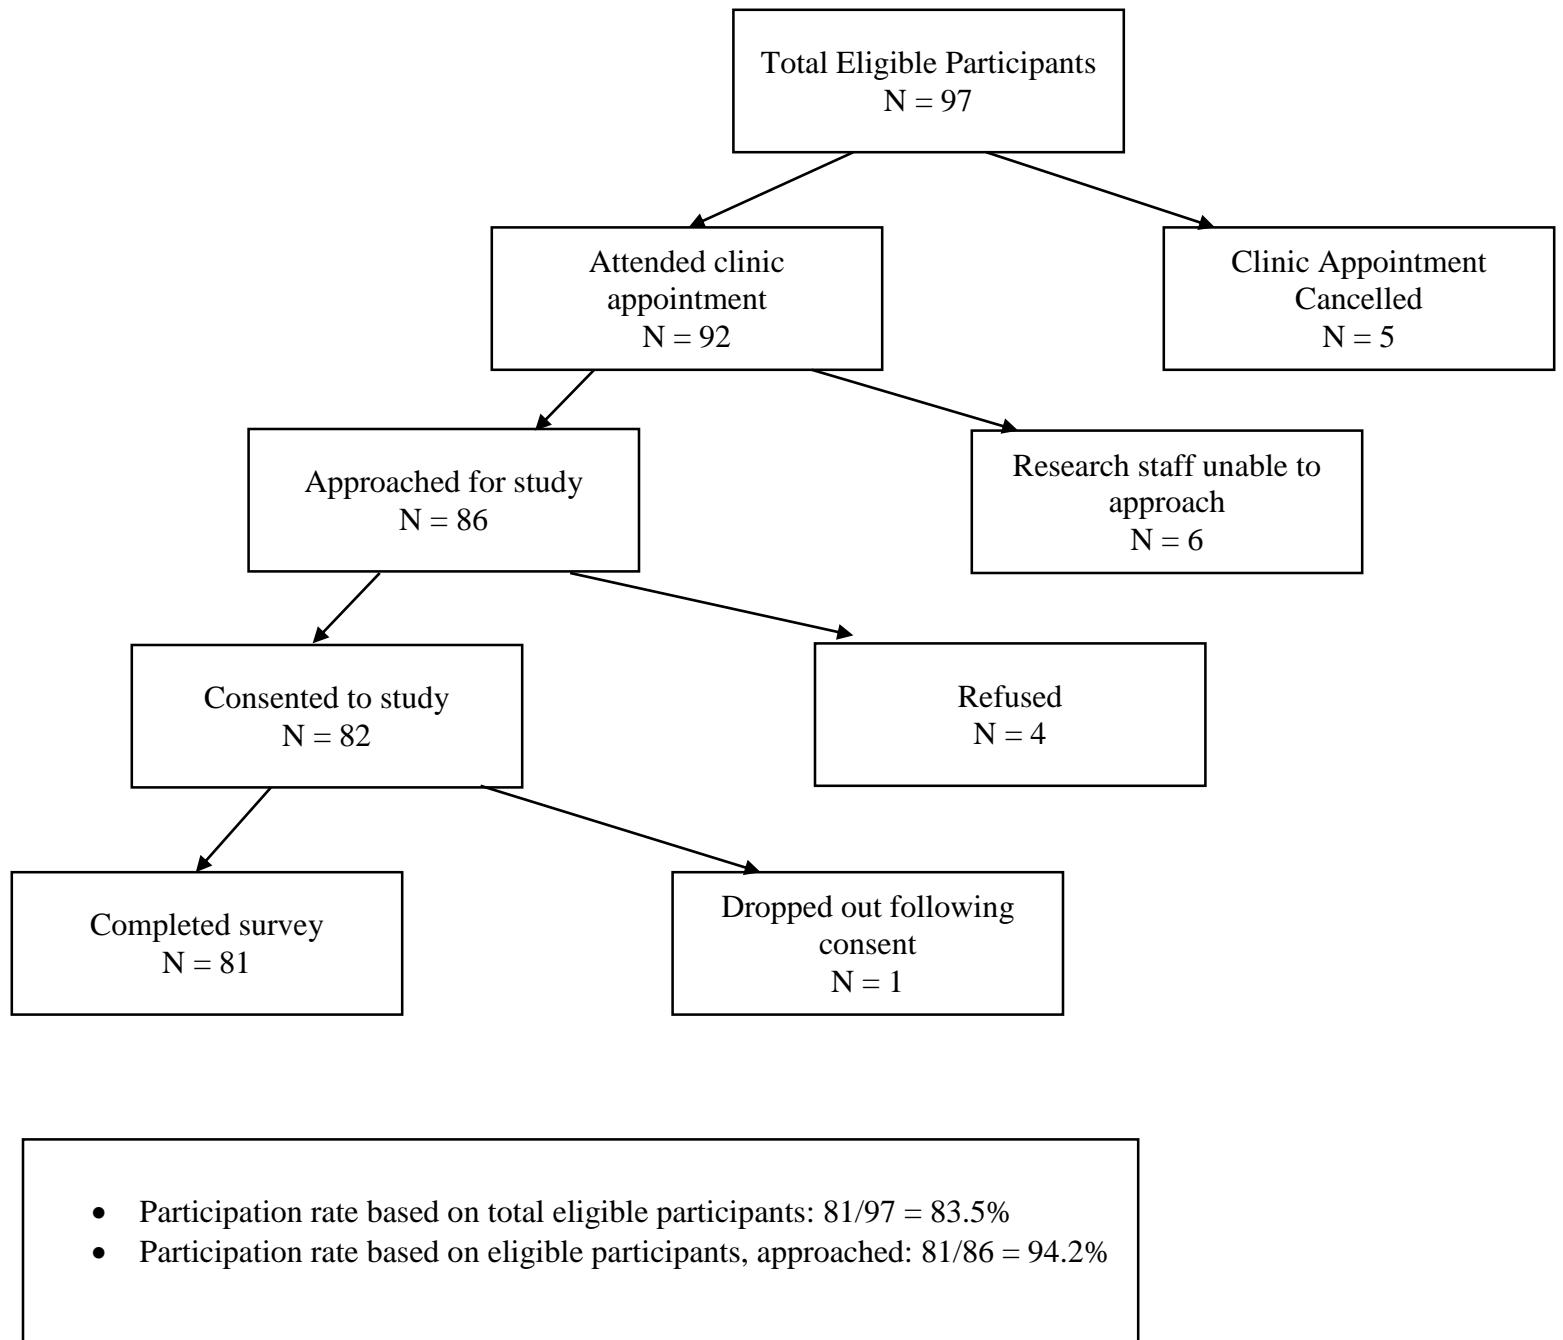 Total Eligible Participants
N = 97
Attended clinic
appointment
N = 92
Clinic Appointment
Cancelled
N = 5
Approached for study
N = 86
Research staff unable to
approach
N = 6
Consented to study
N = 82
Refused
N = 4
Completed survey
N = 81
Dropped out following
consent
N = 1
• Participation rate based on total eligible participants: 81/97 = 83.5%
• Participation rate based on eligible participants, approached: 81/86 = 94.2%